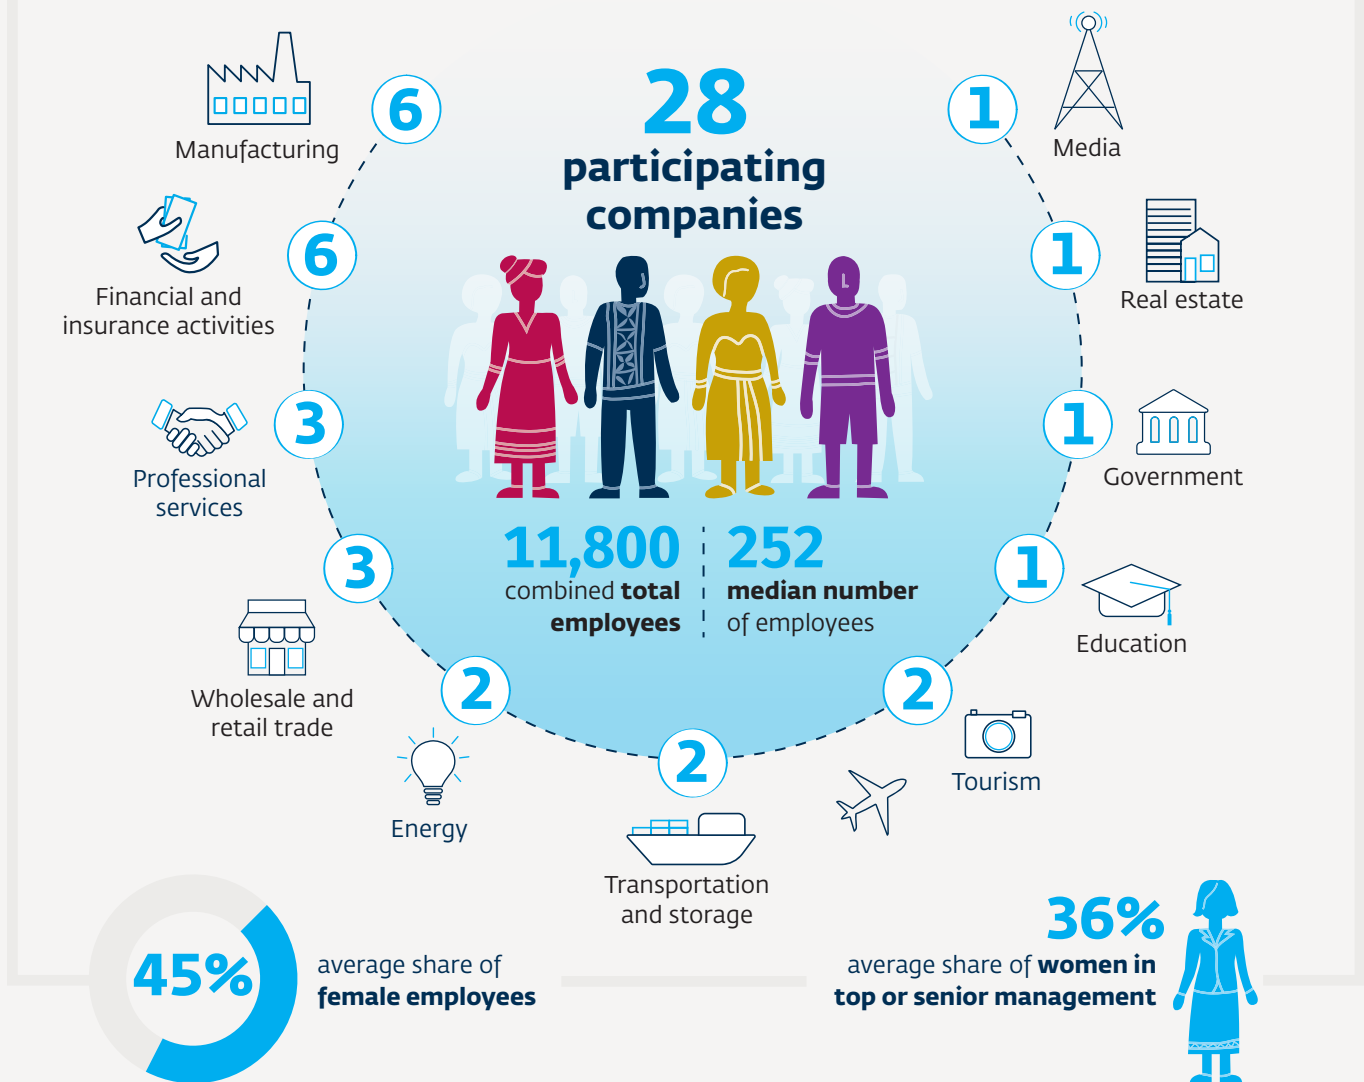 28
participating
companies
6
Manufacturing
6
Financial and
insurance activities
3
Professional
services
3
Wholesale and
retail trade
2
Energy
2
Transportation
and storage
2
Tourism
1
Education
1
Government
1
Real estate
1
Media
11,800
combined total
employees
252
median number
of employees
45%
average share of
female employees
36%
average share of women in
top or senior management